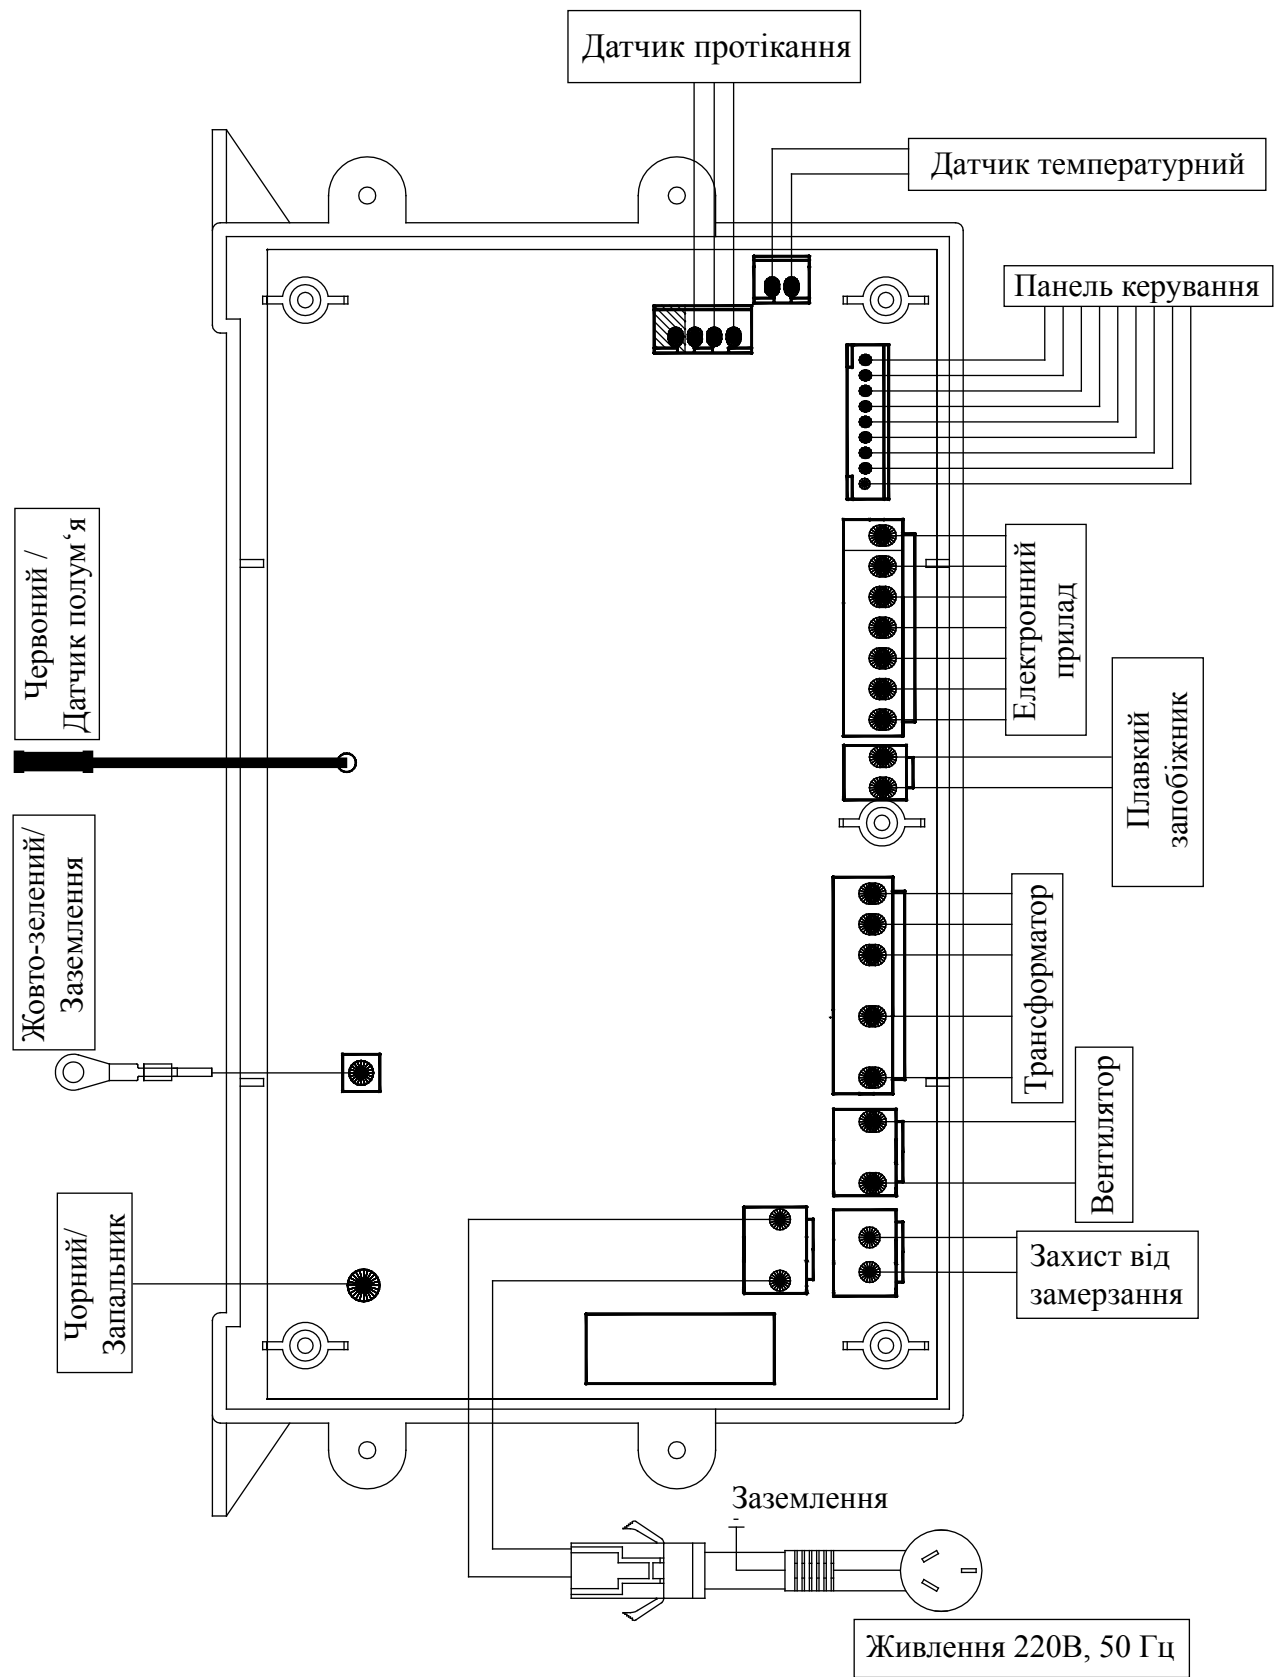 Датчик протікання
Датчик температурний
Панель керування
Червоний /
Датчик полум‘я
Електронний
прилад
Плавкий
запобіжник
Жовто-зелений/
Заземлення
Трансформатор
Вентилятор
Чорний/
Запальник
Захист від
замерзання
Заземлення
Живлення 220В, 50 Гц